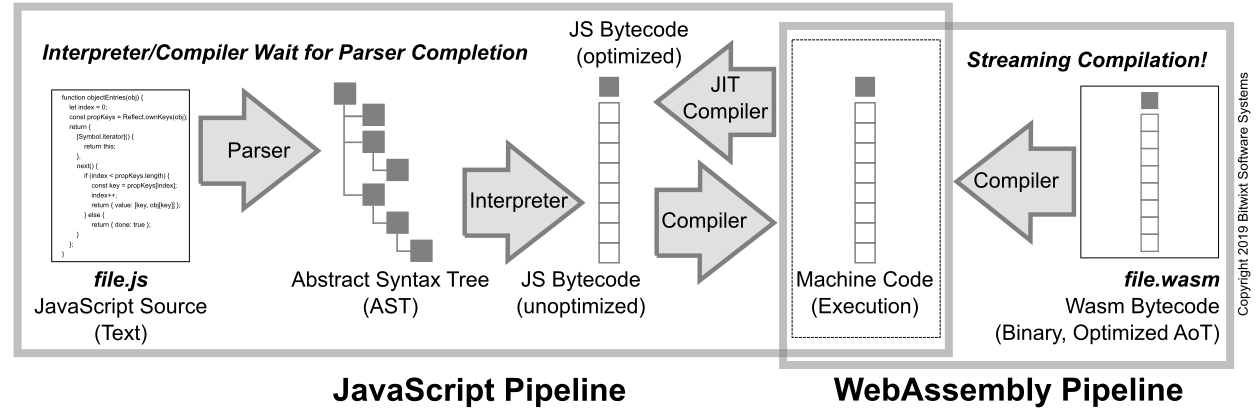 Interpreter/Compiler Wait for Parser Completion
function objectEntries(obj) {
let index = 0;
const propKeys = Reflect.ownKeys(obj);
return {
[Symbol.iterator]() {
return this;
},
next() {
if (index < propKeys.length) {
const key = propKeys[index];
index++;
return { value: [key, obj[key]] };
} else {
return { done: true };
}
};
}
file.js
JavaScript Source
(Text)
Parser
Abstract Syntax Tree
(AST)
Interpreter
JS Bytecode
(optimized)
JS Bytecode
(unoptimized)
JIT
Compiler
Compiler
Machine Code
(Execution)
Streaming Compilation!
Compiler
file.wasm
Wasm Bytecode
(Binary, Optimized AoT)
Copyright 2019 Bitwixt Software Systems
JavaScript Pipeline
WebAssembly Pipeline